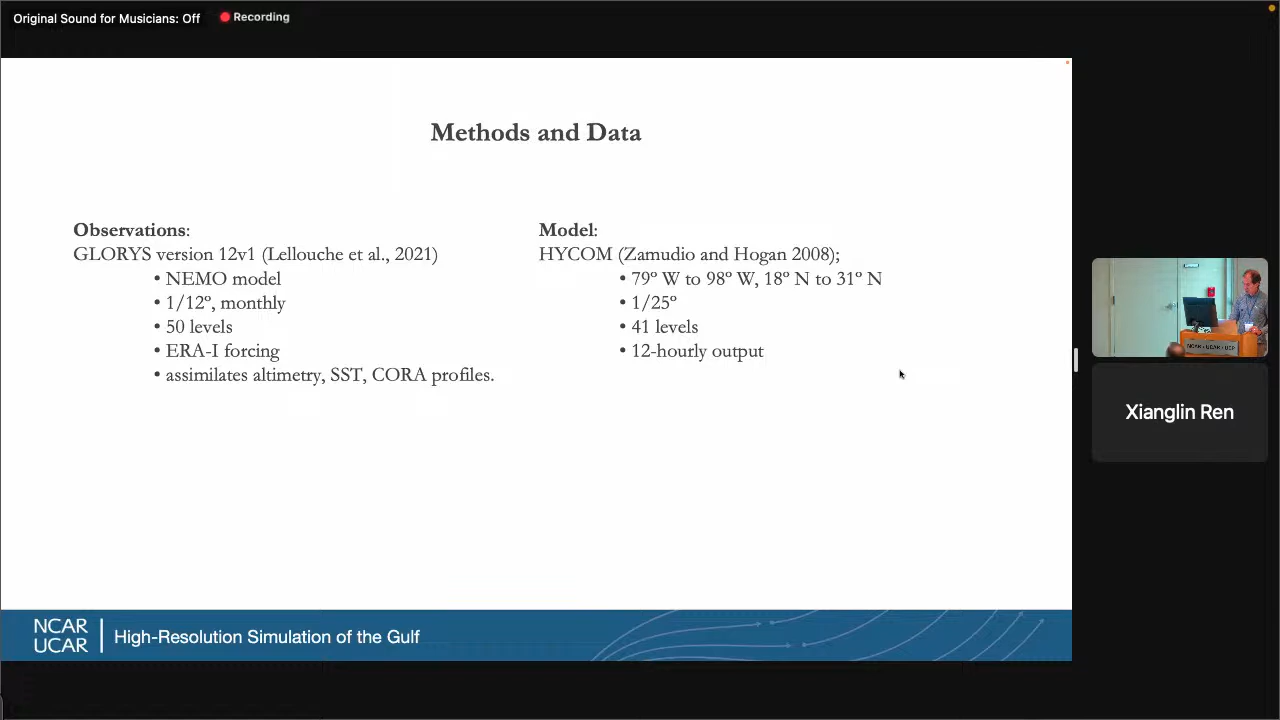 Original Sound for Musicians: Off
Recording
Methods and Data
Observations:
GLORYS version 12v1 (Lellouche et al., 2021)
• NEMO model
• 1/12º, monthly
• 50 levels
• ERA-I forcing
• assimilates altimetry, SST, CORA profiles.
Model:
HYCOM (Zamudio and Hogan 2008);
• 79º W to 98º W, 18º N to 31º N
• 1/25º
• 41 levels
• 12-hourly output
NCAR • UCAR • UCP
Xianglin Ren
NCAR
UCAR
High-Resolution Simulation of the Gulf